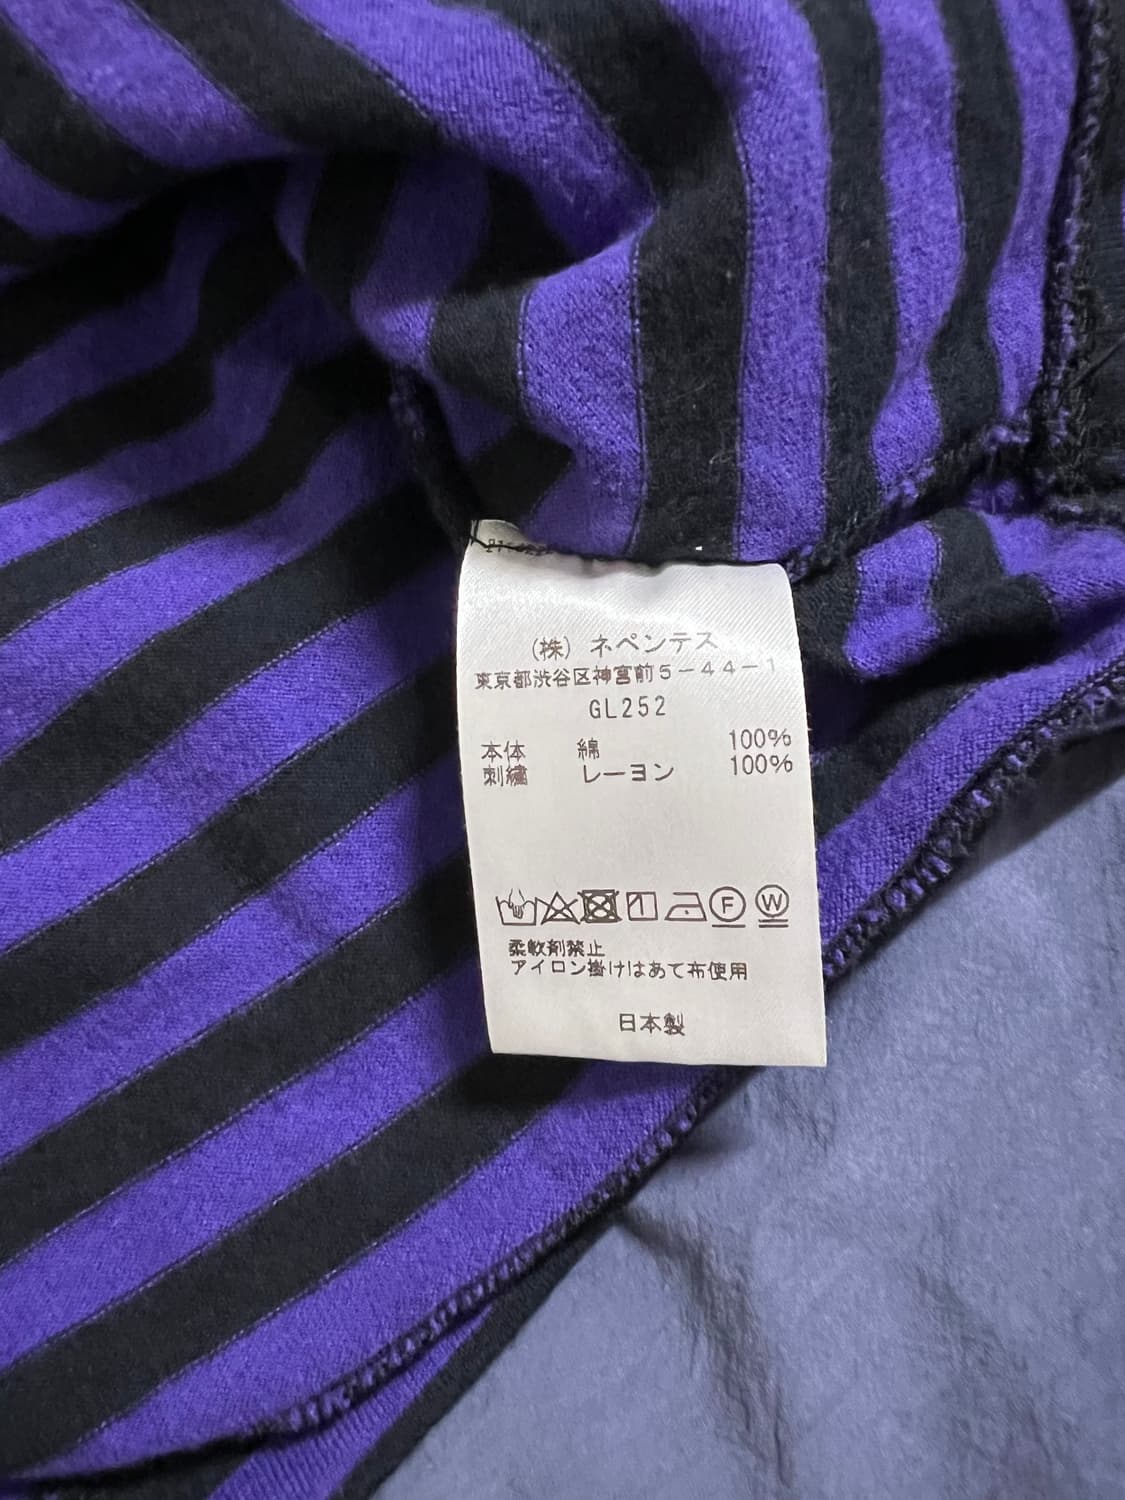 (株) ネペンテス
東京都渋谷区神宮前5-44-1
GL252
本体 綿 100%
刺繍 レーヨン 100%
1 F W
柔軟剤禁止
アイロン掛けはあて布使用
日本製